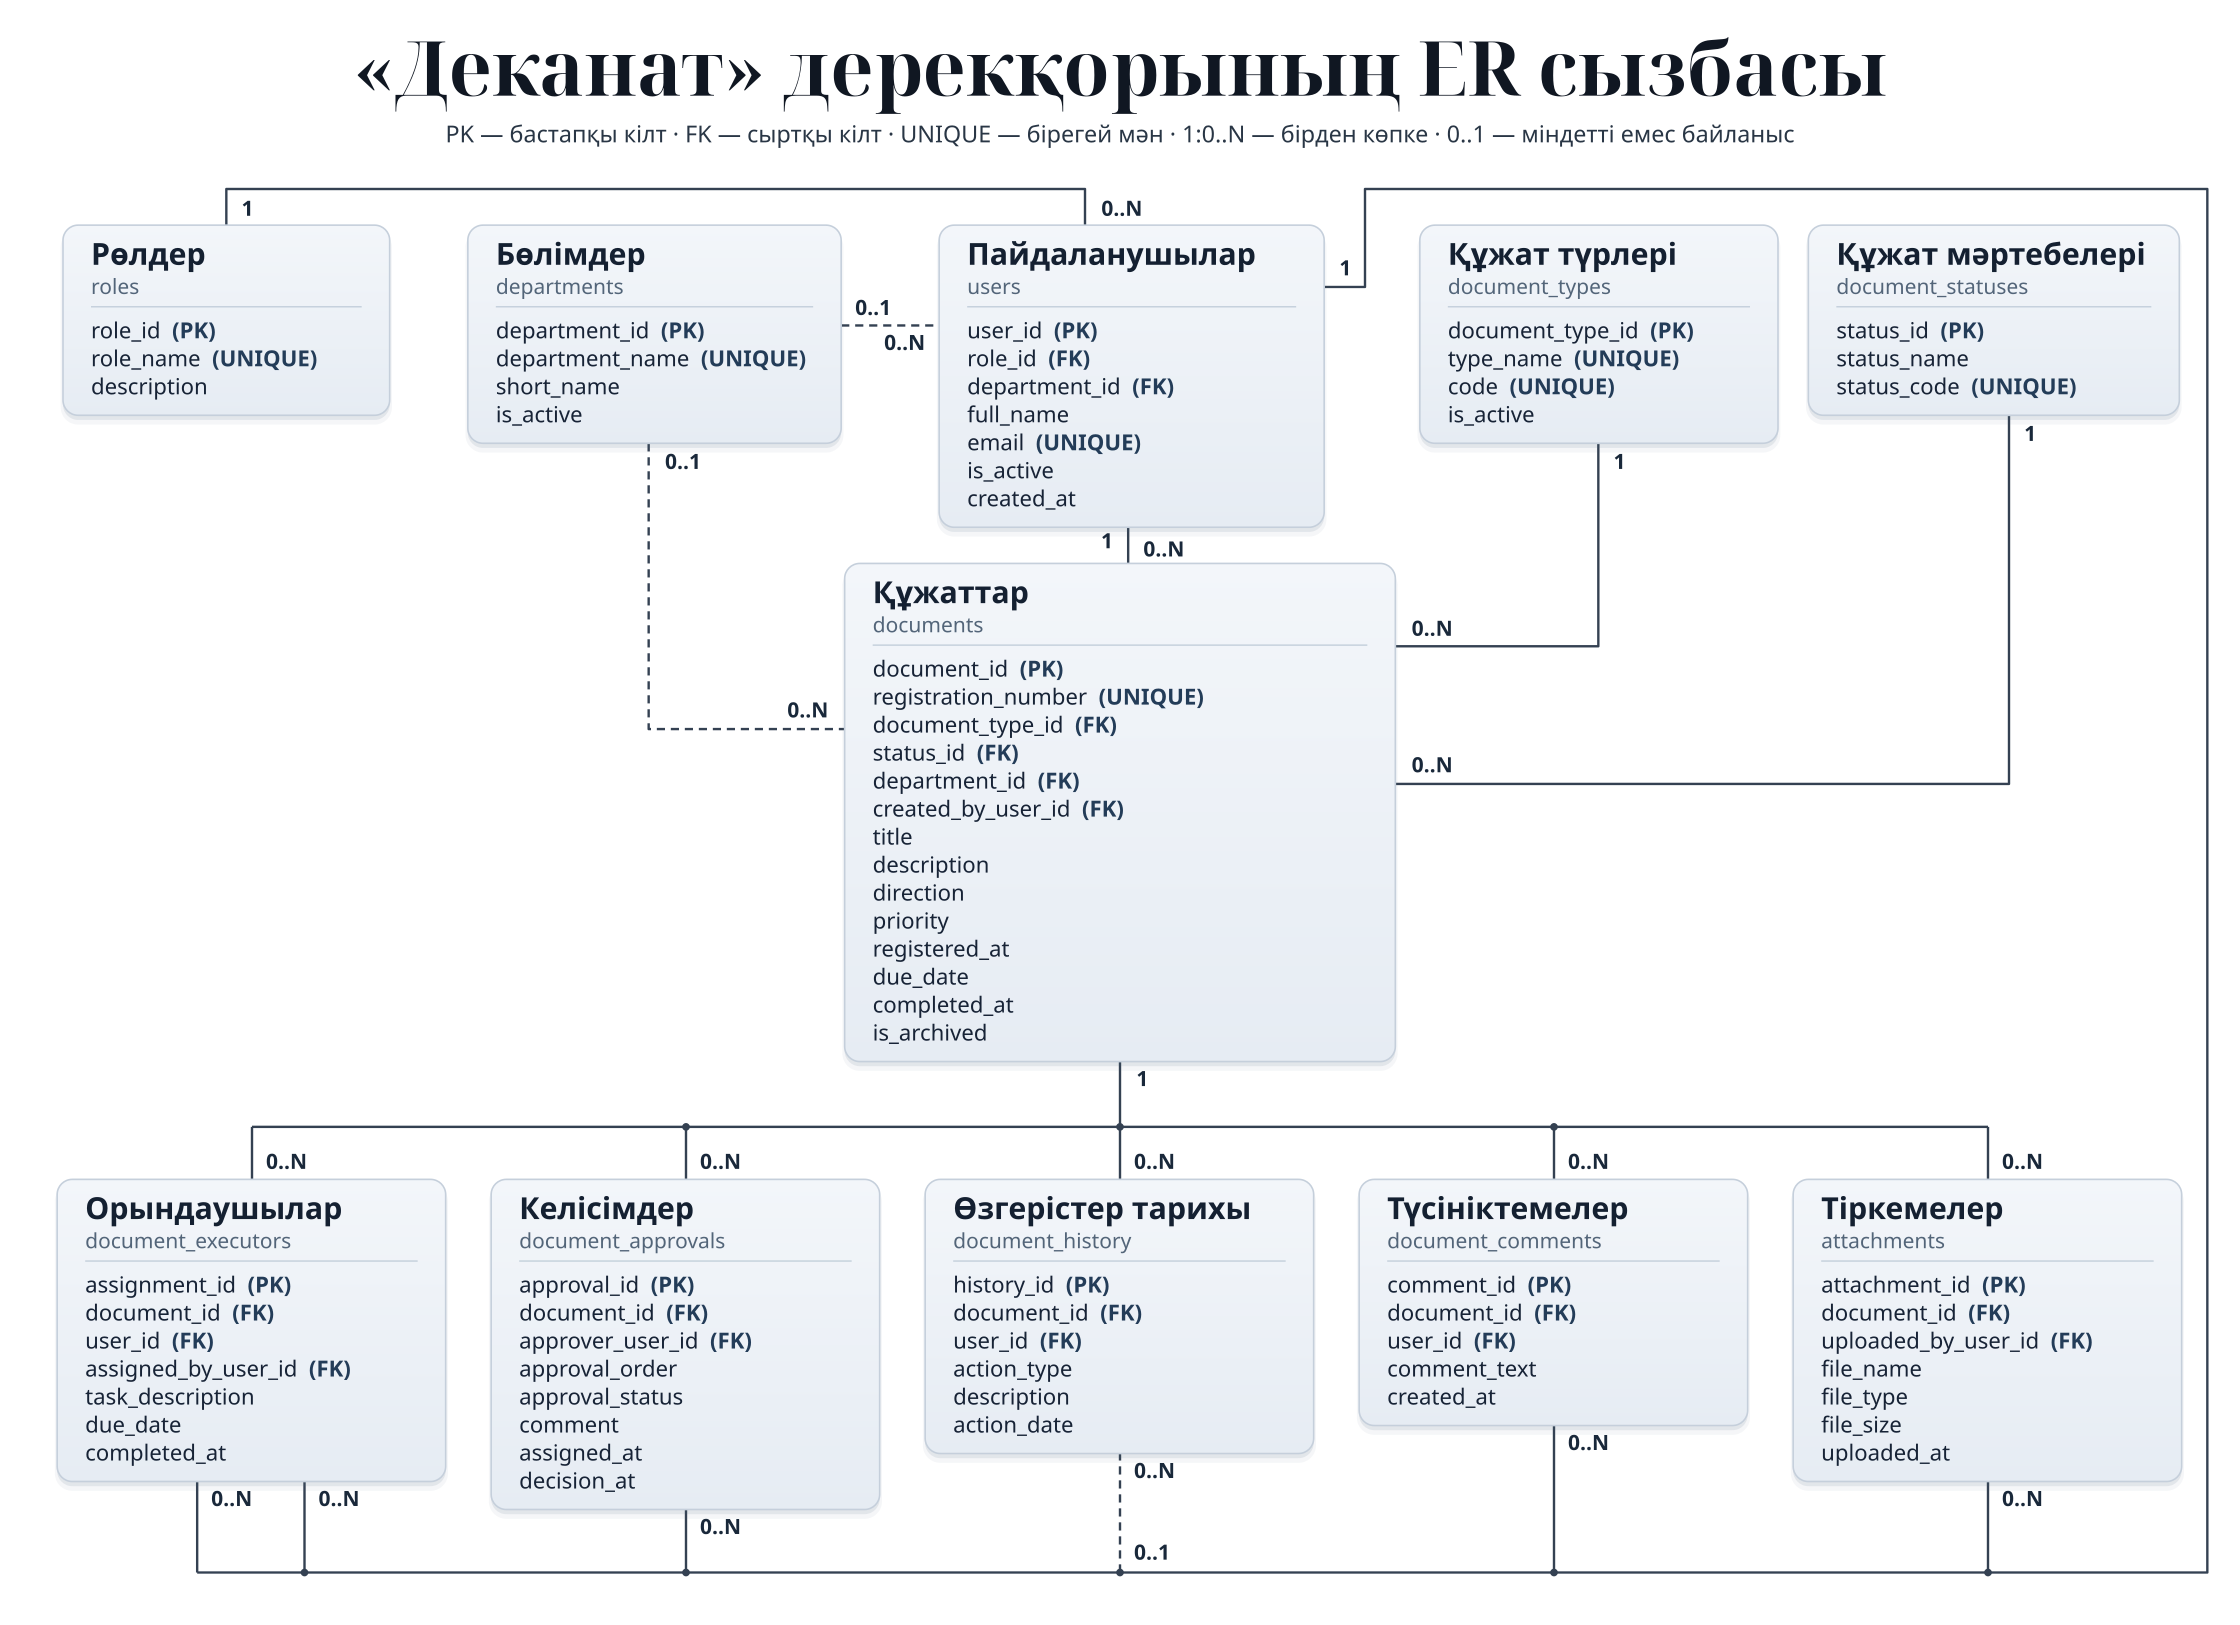 «Деканат» дерекқорының ER сызбасы
PK — бастапқы кілт · FK — сыртқы кілт · UNIQUE — бірегей мән · 1:0..N — бірден көпке · 0..1 — міндетті емес байланыс
1
0..N
Рөлдер
roles
role_id (PK)
role_name (UNIQUE)
description
Бөлімдер
departments
department_id (PK)
department_name (UNIQUE)
short_name
is_active
0..1
0..N
Пайдаланушылар
users
user_id (PK)
role_id (FK)
department_id (FK)
full_name
email (UNIQUE)
is_active
created_at
1
Құжат түрлері
document_types
document_type_id (PK)
type_name (UNIQUE)
code (UNIQUE)
is_active
Құжат мәртебелері
document_statuses
status_id (PK)
status_name
status_code (UNIQUE)
0..1
1
0..N
1
1
Құжаттар
documents
document_id (PK)
registration_number (UNIQUE)
document_type_id (FK)
status_id (FK)
department_id (FK)
created_by_user_id (FK)
title
description
direction
priority
registered_at
due_date
completed_at
is_archived
0..N
0..N
0..N
1
0..N
0..N
0..N
0..N
0..N
Орындаушылар
document_executors
assignment_id (PK)
document_id (FK)
user_id (FK)
assigned_by_user_id (FK)
task_description
due_date
completed_at
0..N
0..N
Келісімдер
document_approvals
approval_id (PK)
document_id (FK)
approver_user_id (FK)
approval_order
approval_status
comment
assigned_at
decision_at
0..N
Өзгерістер тарихы
document_history
history_id (PK)
document_id (FK)
user_id (FK)
action_type
description
action_date
0..N
0..1
Түсініктемелер
document_comments
comment_id (PK)
document_id (FK)
user_id (FK)
comment_text
created_at
0..N
Тіркемелер
attachments
attachment_id (PK)
document_id (FK)
uploaded_by_user_id (FK)
file_name
file_type
file_size
uploaded_at
0..N